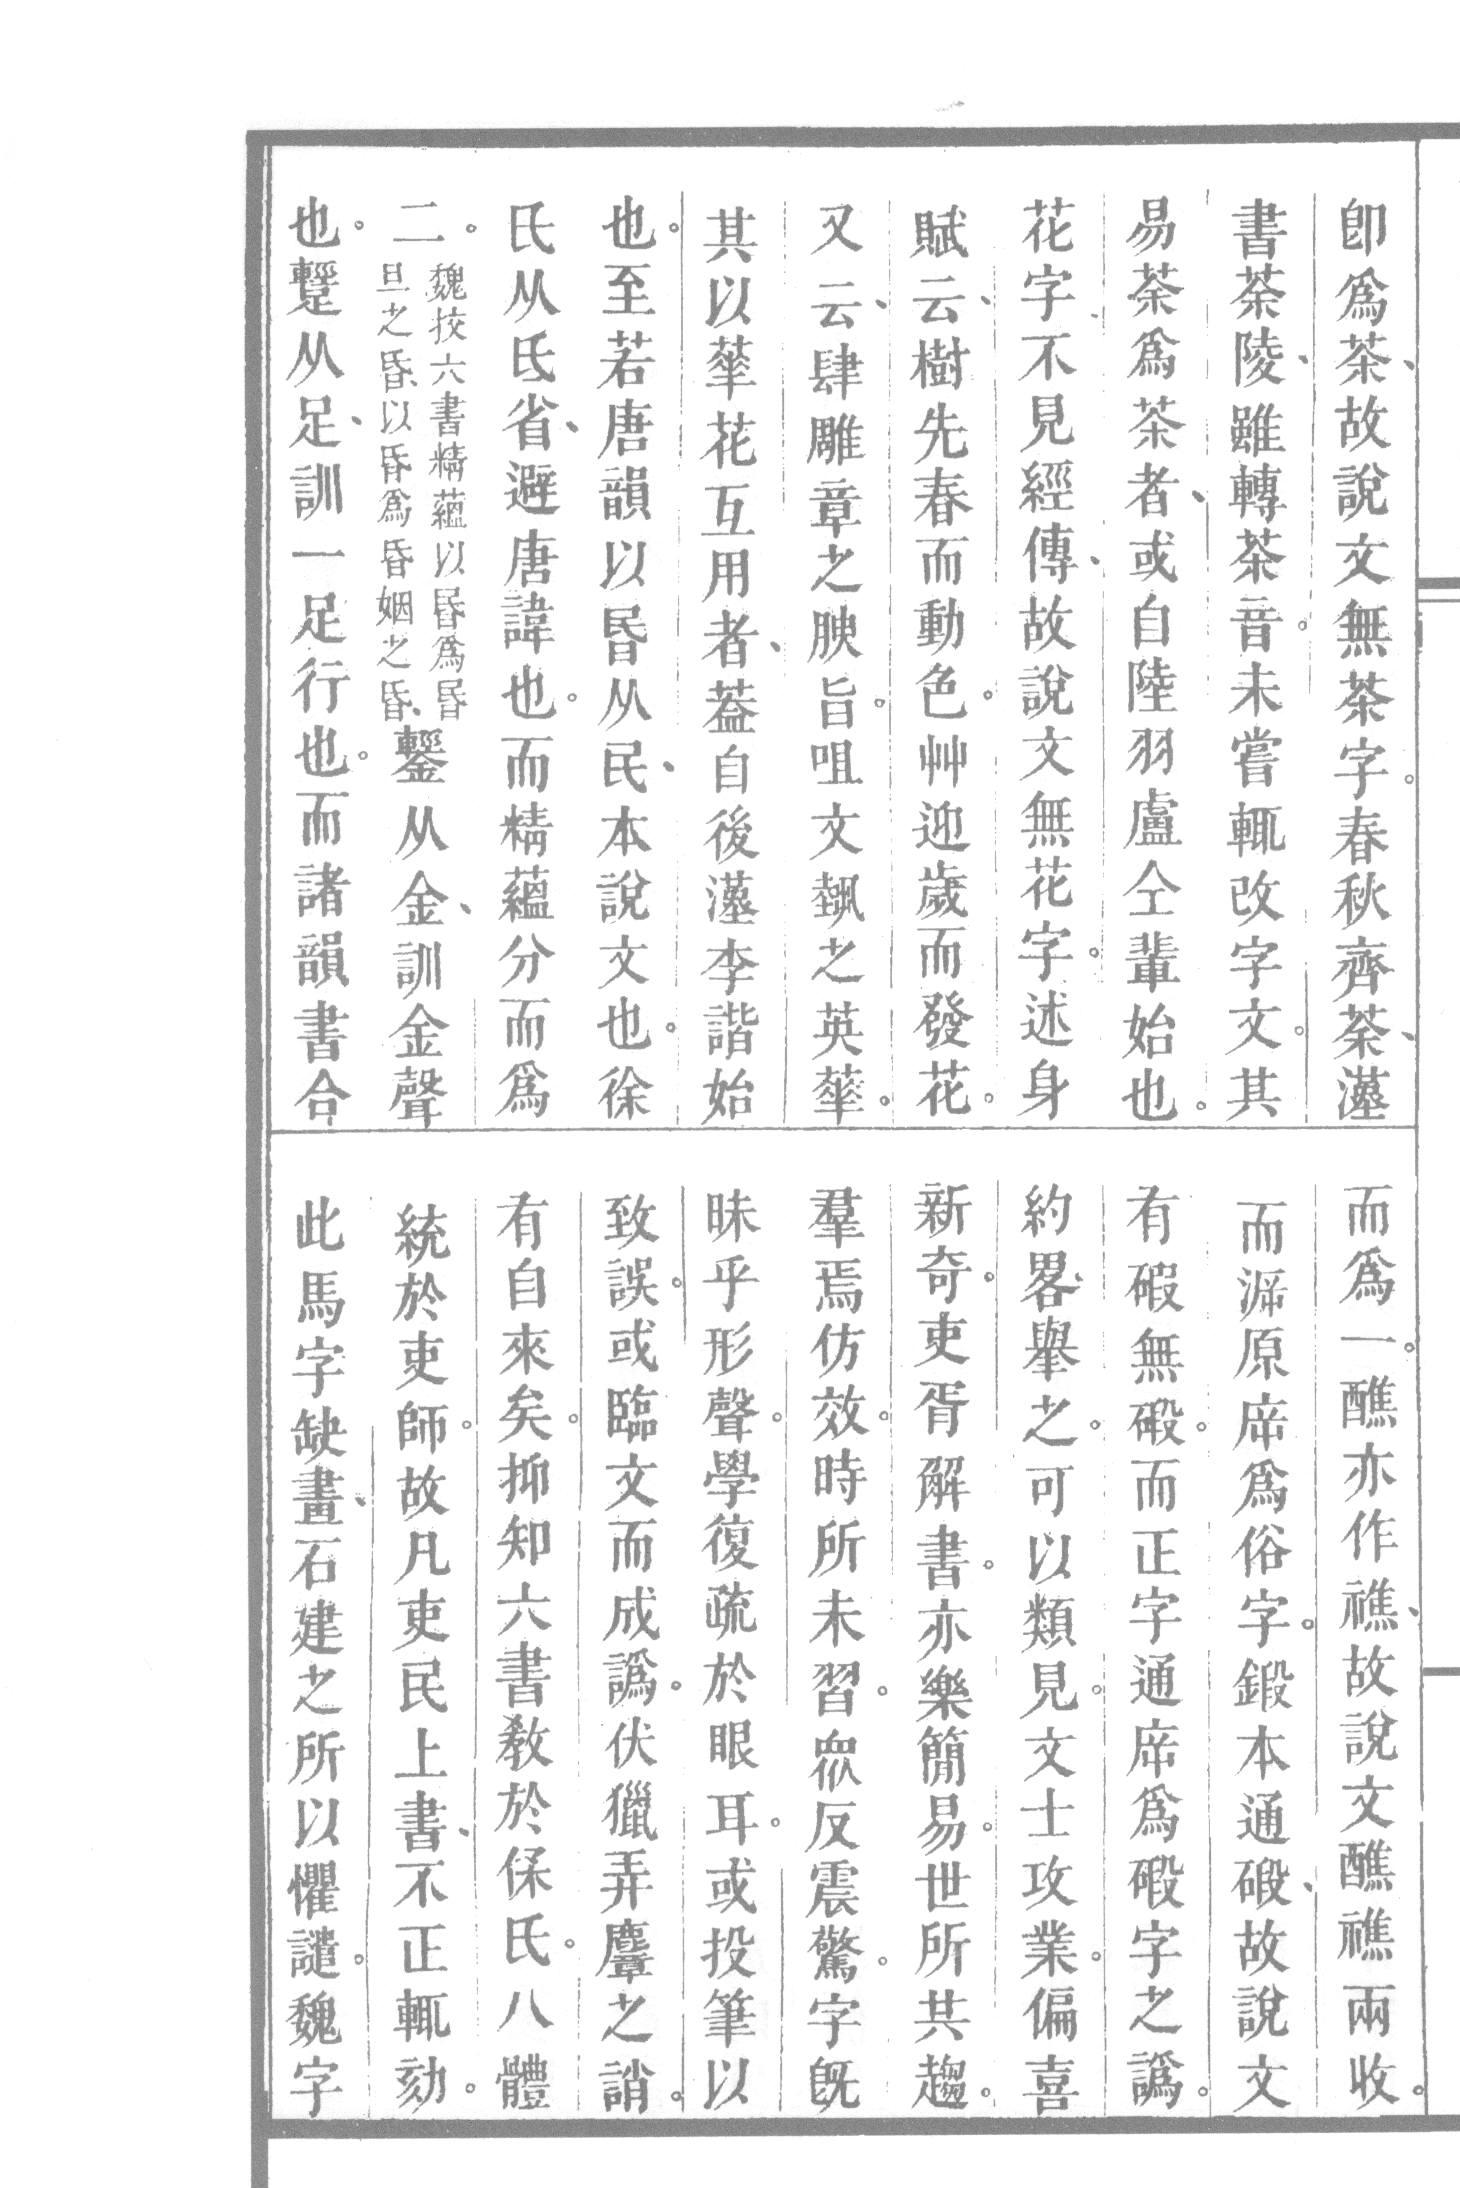 卽爲茶、故說文無茶字。春秋齊荼、漢
書荼陵、雖轉茶音。未嘗輒改字文。其
易荼爲茶者、或自陸羽盧仝輩始也。
花字、不見經傳、故說文無花字。述身
賦云、樹先春而動色。艸迎歲而發花。
又云、肆雕章之腴旨。咀文蓺之英華。
其以華花互用者、葢自後漢李諧始
也。至若唐韻以昬从民、本說文也。徐
氏从氐省、避唐諱也。而精蘊分而爲
二。
魏挍六書精蘊以昬爲昬
旦之昏、以昏爲昏姻之昏、
鑋从金、訓金聲
也。䠠从足、訓一足行也。而諸韻書合
而爲一。醮亦作禚、故說文醮禚兩收。
而㴑原㡿爲俗字。鍛本通碫、故說文
有碬無碫。而正字通㡿爲碫字之譌。
約畧、舉之。可以類見。文士攻業。偏喜
新奇。吏胥解書。亦樂簡易。世所共趨。
羣焉仿效。時所未習。眾反震驚。字旣
昧乎形聲。學復疏於眼耳。或投筆以
致誤。或臨文而成譌。伏獵弄麞之誚。
有自來矣。抑知六書敎於保氏。八體
統於吏師。故凡吏民上書、不正輒劾。
此馬字缺畫、石建之所以懼譴。魏字